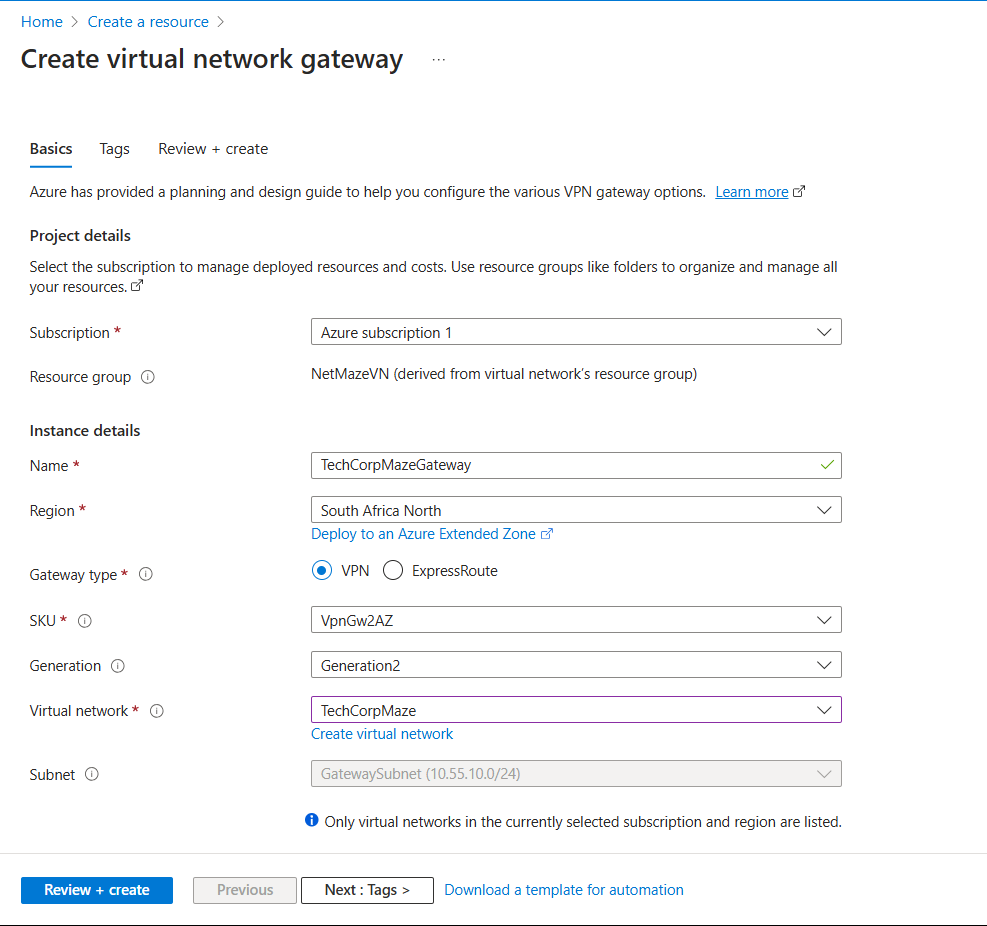 Home > Create a resource >
Create virtual network gateway ...
Basics Tags Review + create
Azure has provided a planning and design guide to help you configure the various VPN gateway options. Learn more
Project details
Select the subscription to manage deployed resources and costs. Use resource groups like folders to organize and manage all
your resources.
Subscription * Azure subscription 1
Resource group NetMazeVN (derived from virtual network's resource group)
Instance details
Name * TechCorpMazeGateway
Region * South Africa North
Deploy to an Azure Extended Zone
Gateway type * VPN ExpressRoute
SKU * VpnGw2AZ
Generation Generation2
Virtual network * TechCorpMaze
Create virtual network
Subnet GatewaySubnet (10.55.10.0/24)
Only virtual networks in the currently selected subscription and region are listed.
Review + create Previous Next : Tags > Download a template for automation